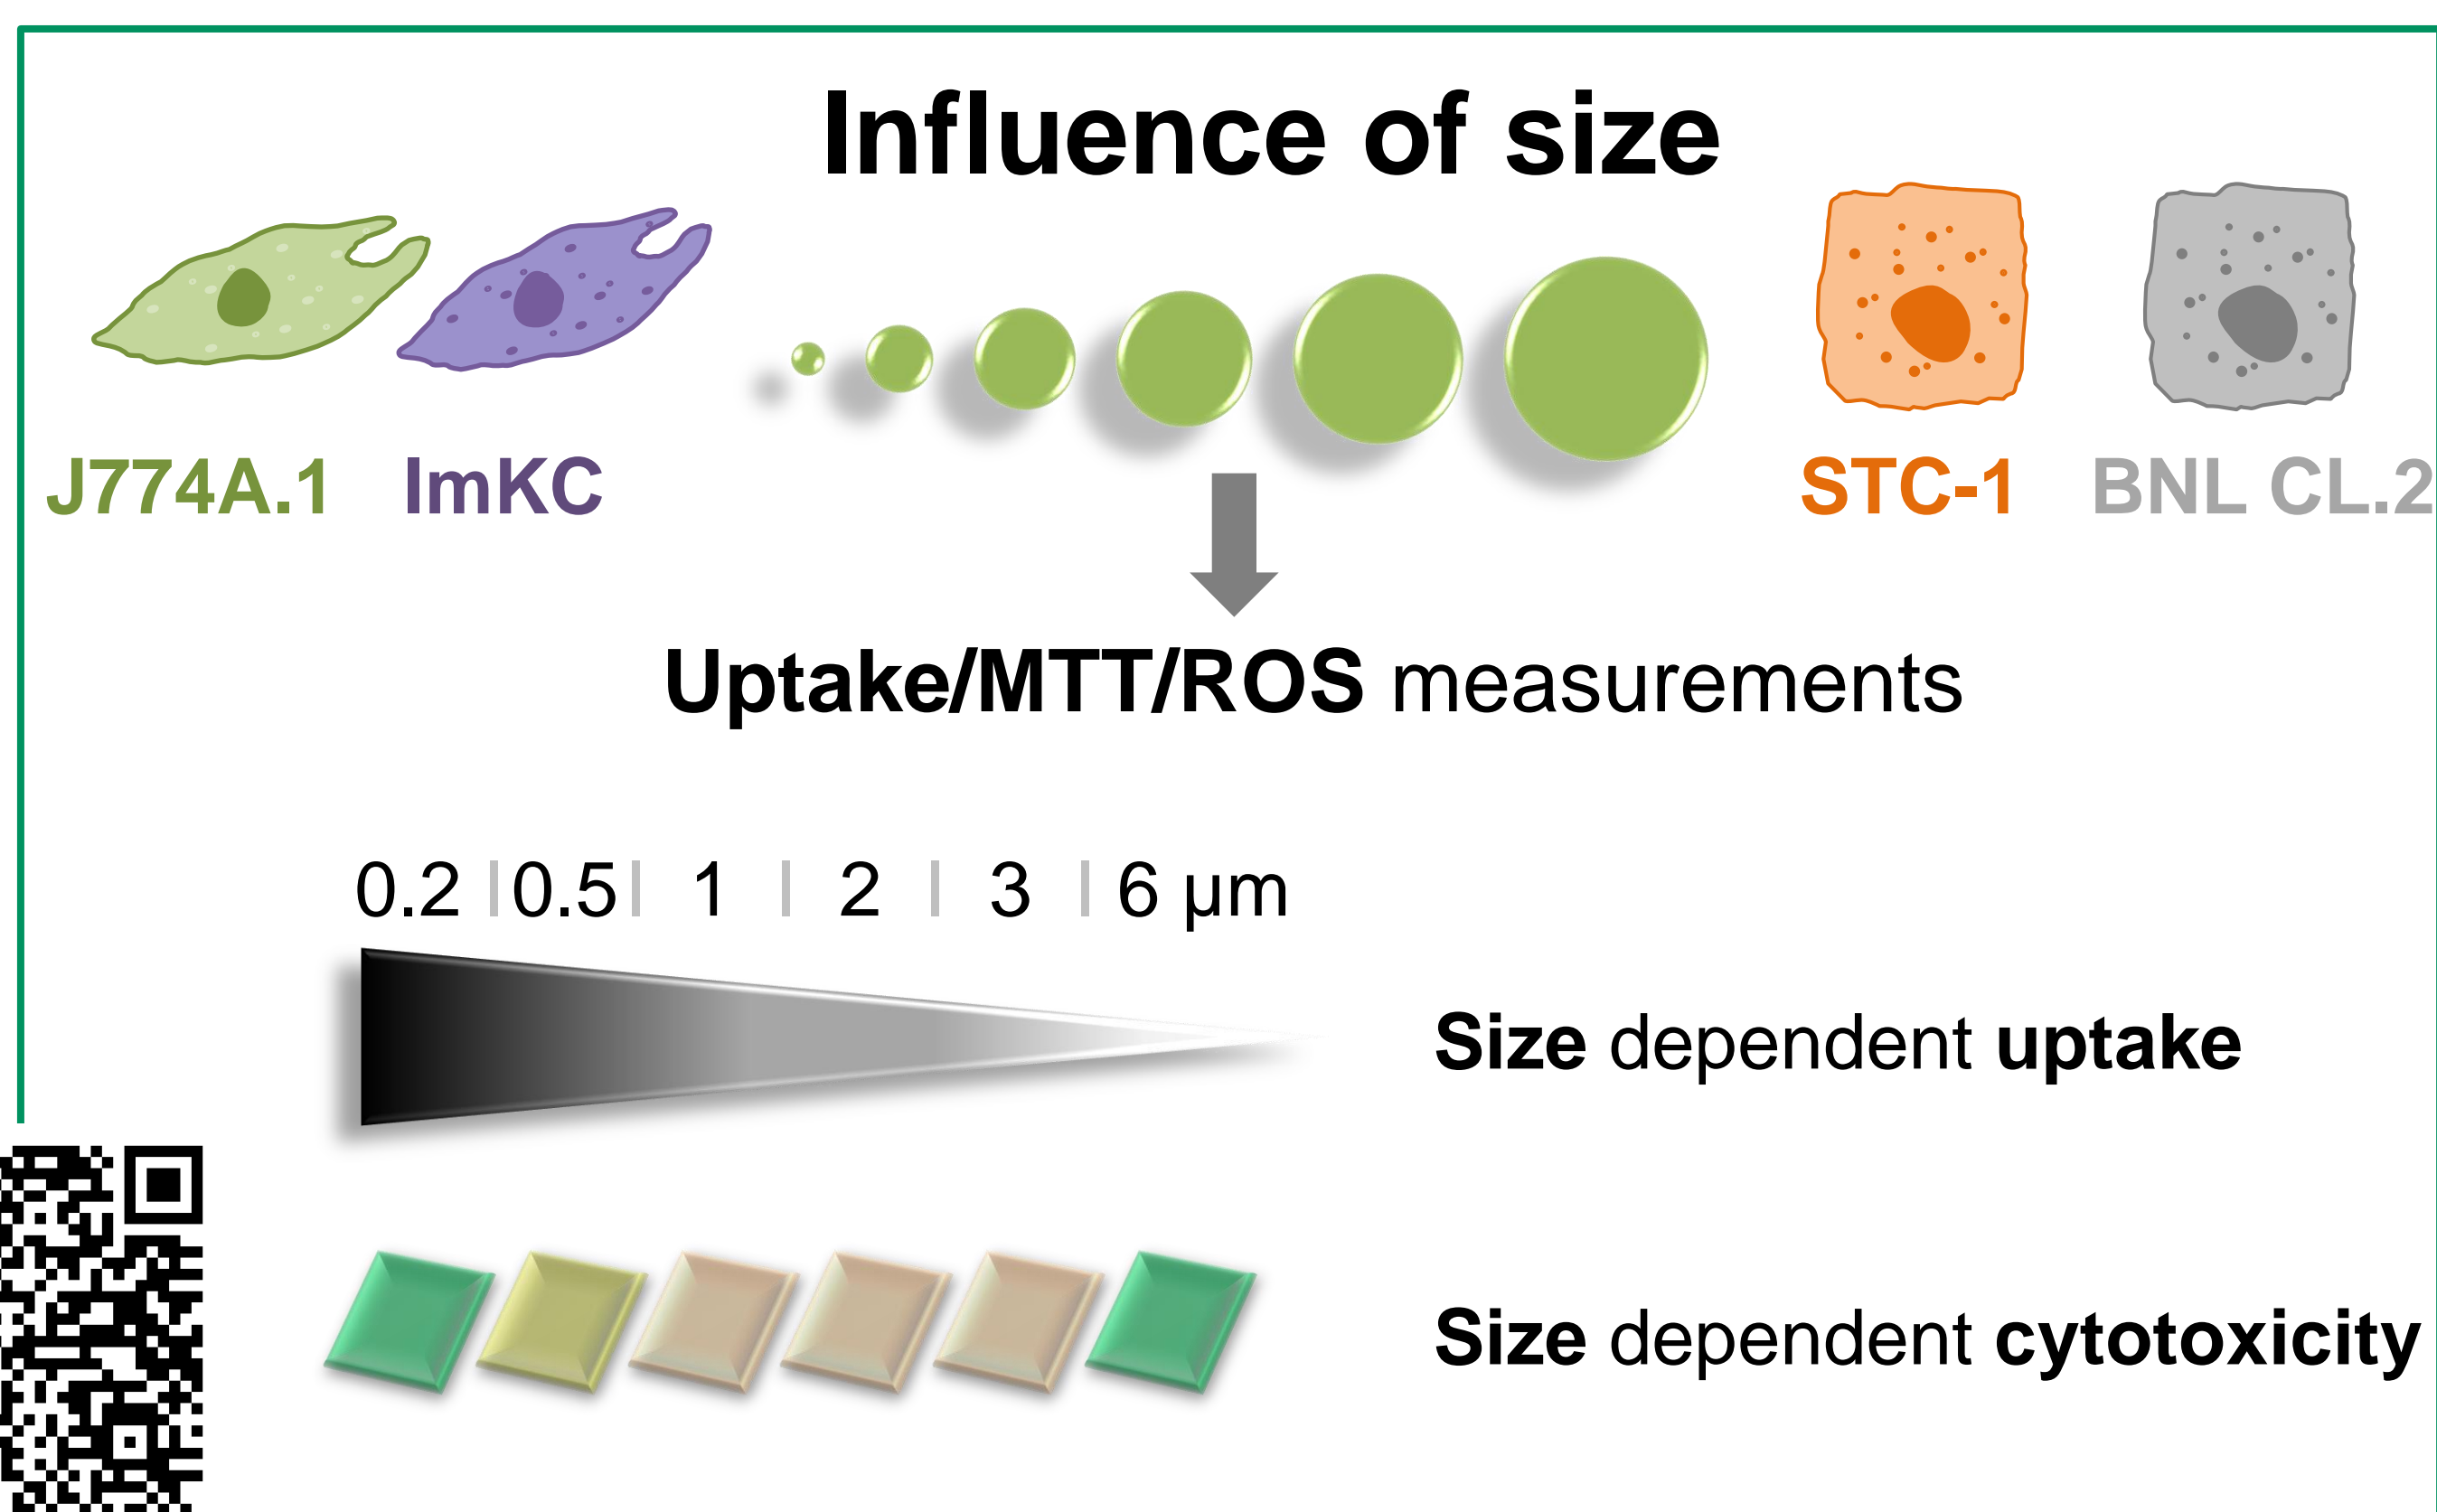 Influence of size
J774A.1 ImKC STC-1 BNL CL.2
Uptake/MTT/ROS measurements
0.2 | 0.5 | 1 | 2 | 3 | 6 µm
Size dependent uptake
Size dependent cytotoxicity